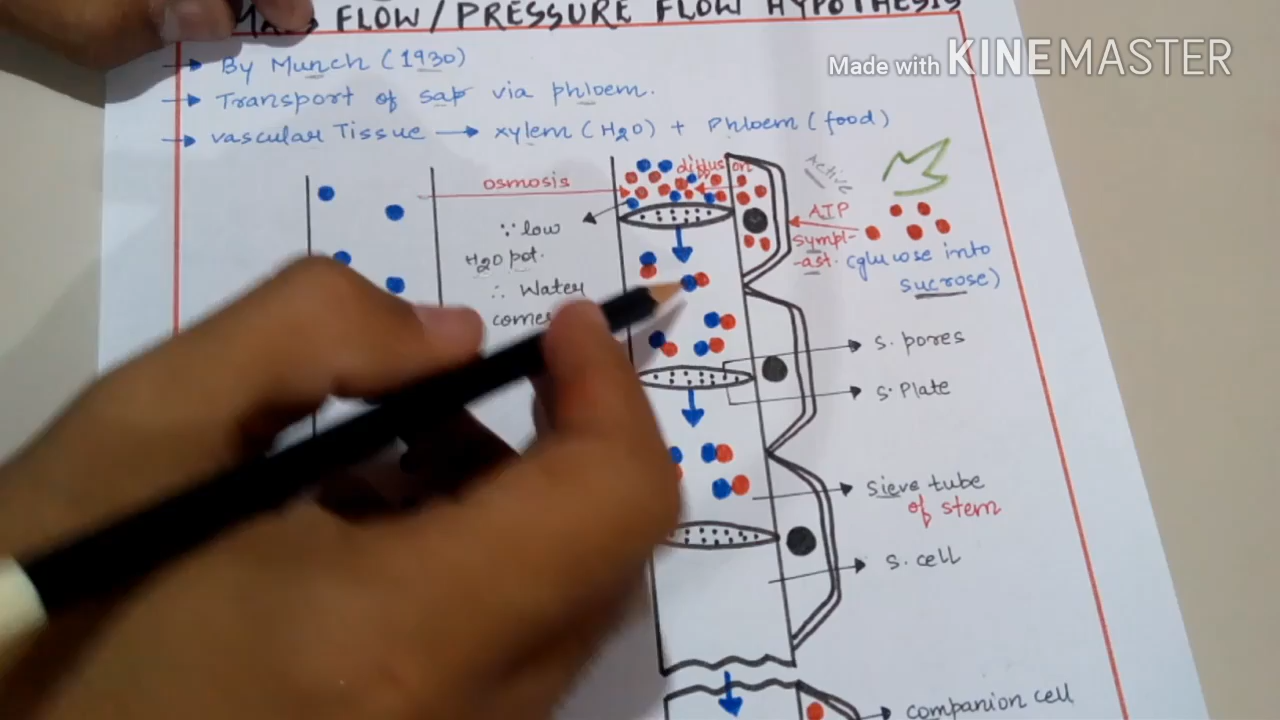 MASS FLOW/PRESSURE FLOW HYPOTHESIS
Made with KINEMASTER
→ By Munch (1930)
→ Transport of sap via phloem.
→ vascular Tissue → xylem (H2O) + Phloem (food)
osmosis
diffusion
Active
ATP
sympl-
-ast.
(glucose into
sucrose)
∵ low
H2O pot.
∴ Water
comes
s. pores
s. Plate
sieve tube
of stem
s. cell
companion cell